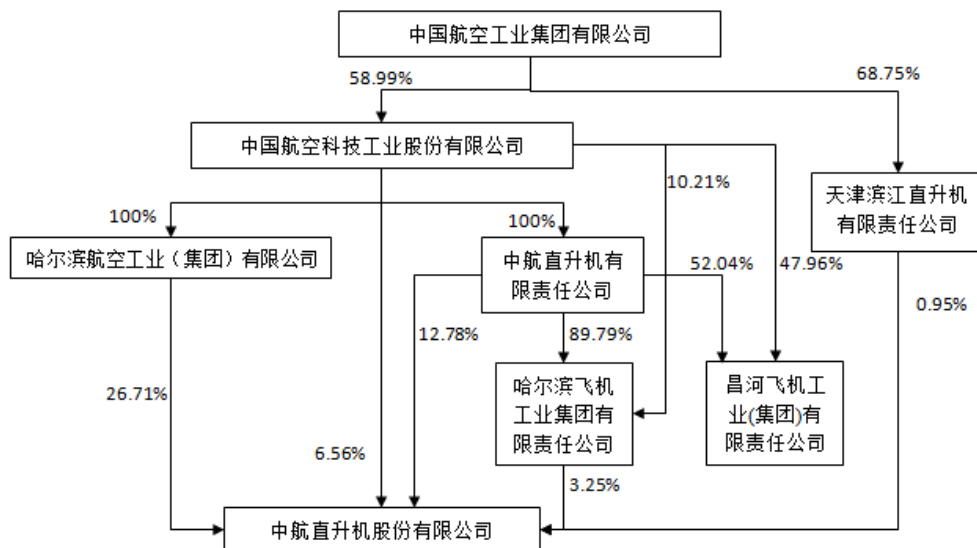 中国航空工业集团有限公司
58.99%
68.75%
中国航空科技工业股份有限公司
10.21%
天津滨江直升机
有限责任公司
100%
100%
哈尔滨航空工业（集团）有限公司
中航直升机有
限责任公司
52.04%
47.96%
0.95%
12.78%
89.79%
哈尔滨飞机
工业集团有
限责任公司
昌河飞机工
业(集团)有
限责任公司
26.71%
6.56%
3.25%
中航直升机股份有限公司